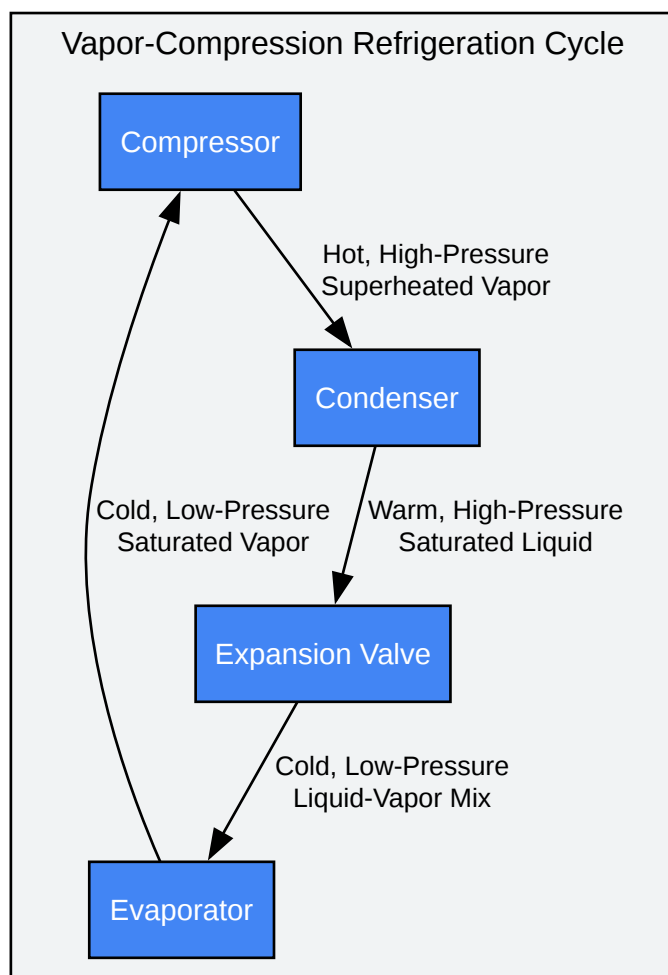 Vapor-Compression Refrigeration Cycle
Compressor
Hot, High-Pressure
Superheated Vapor
Condenser
Cold, Low-Pressure
Saturated Vapor
Warm, High-Pressure
Saturated Liquid
Expansion Valve
Cold, Low-Pressure
Liquid-Vapor Mix
Evaporator